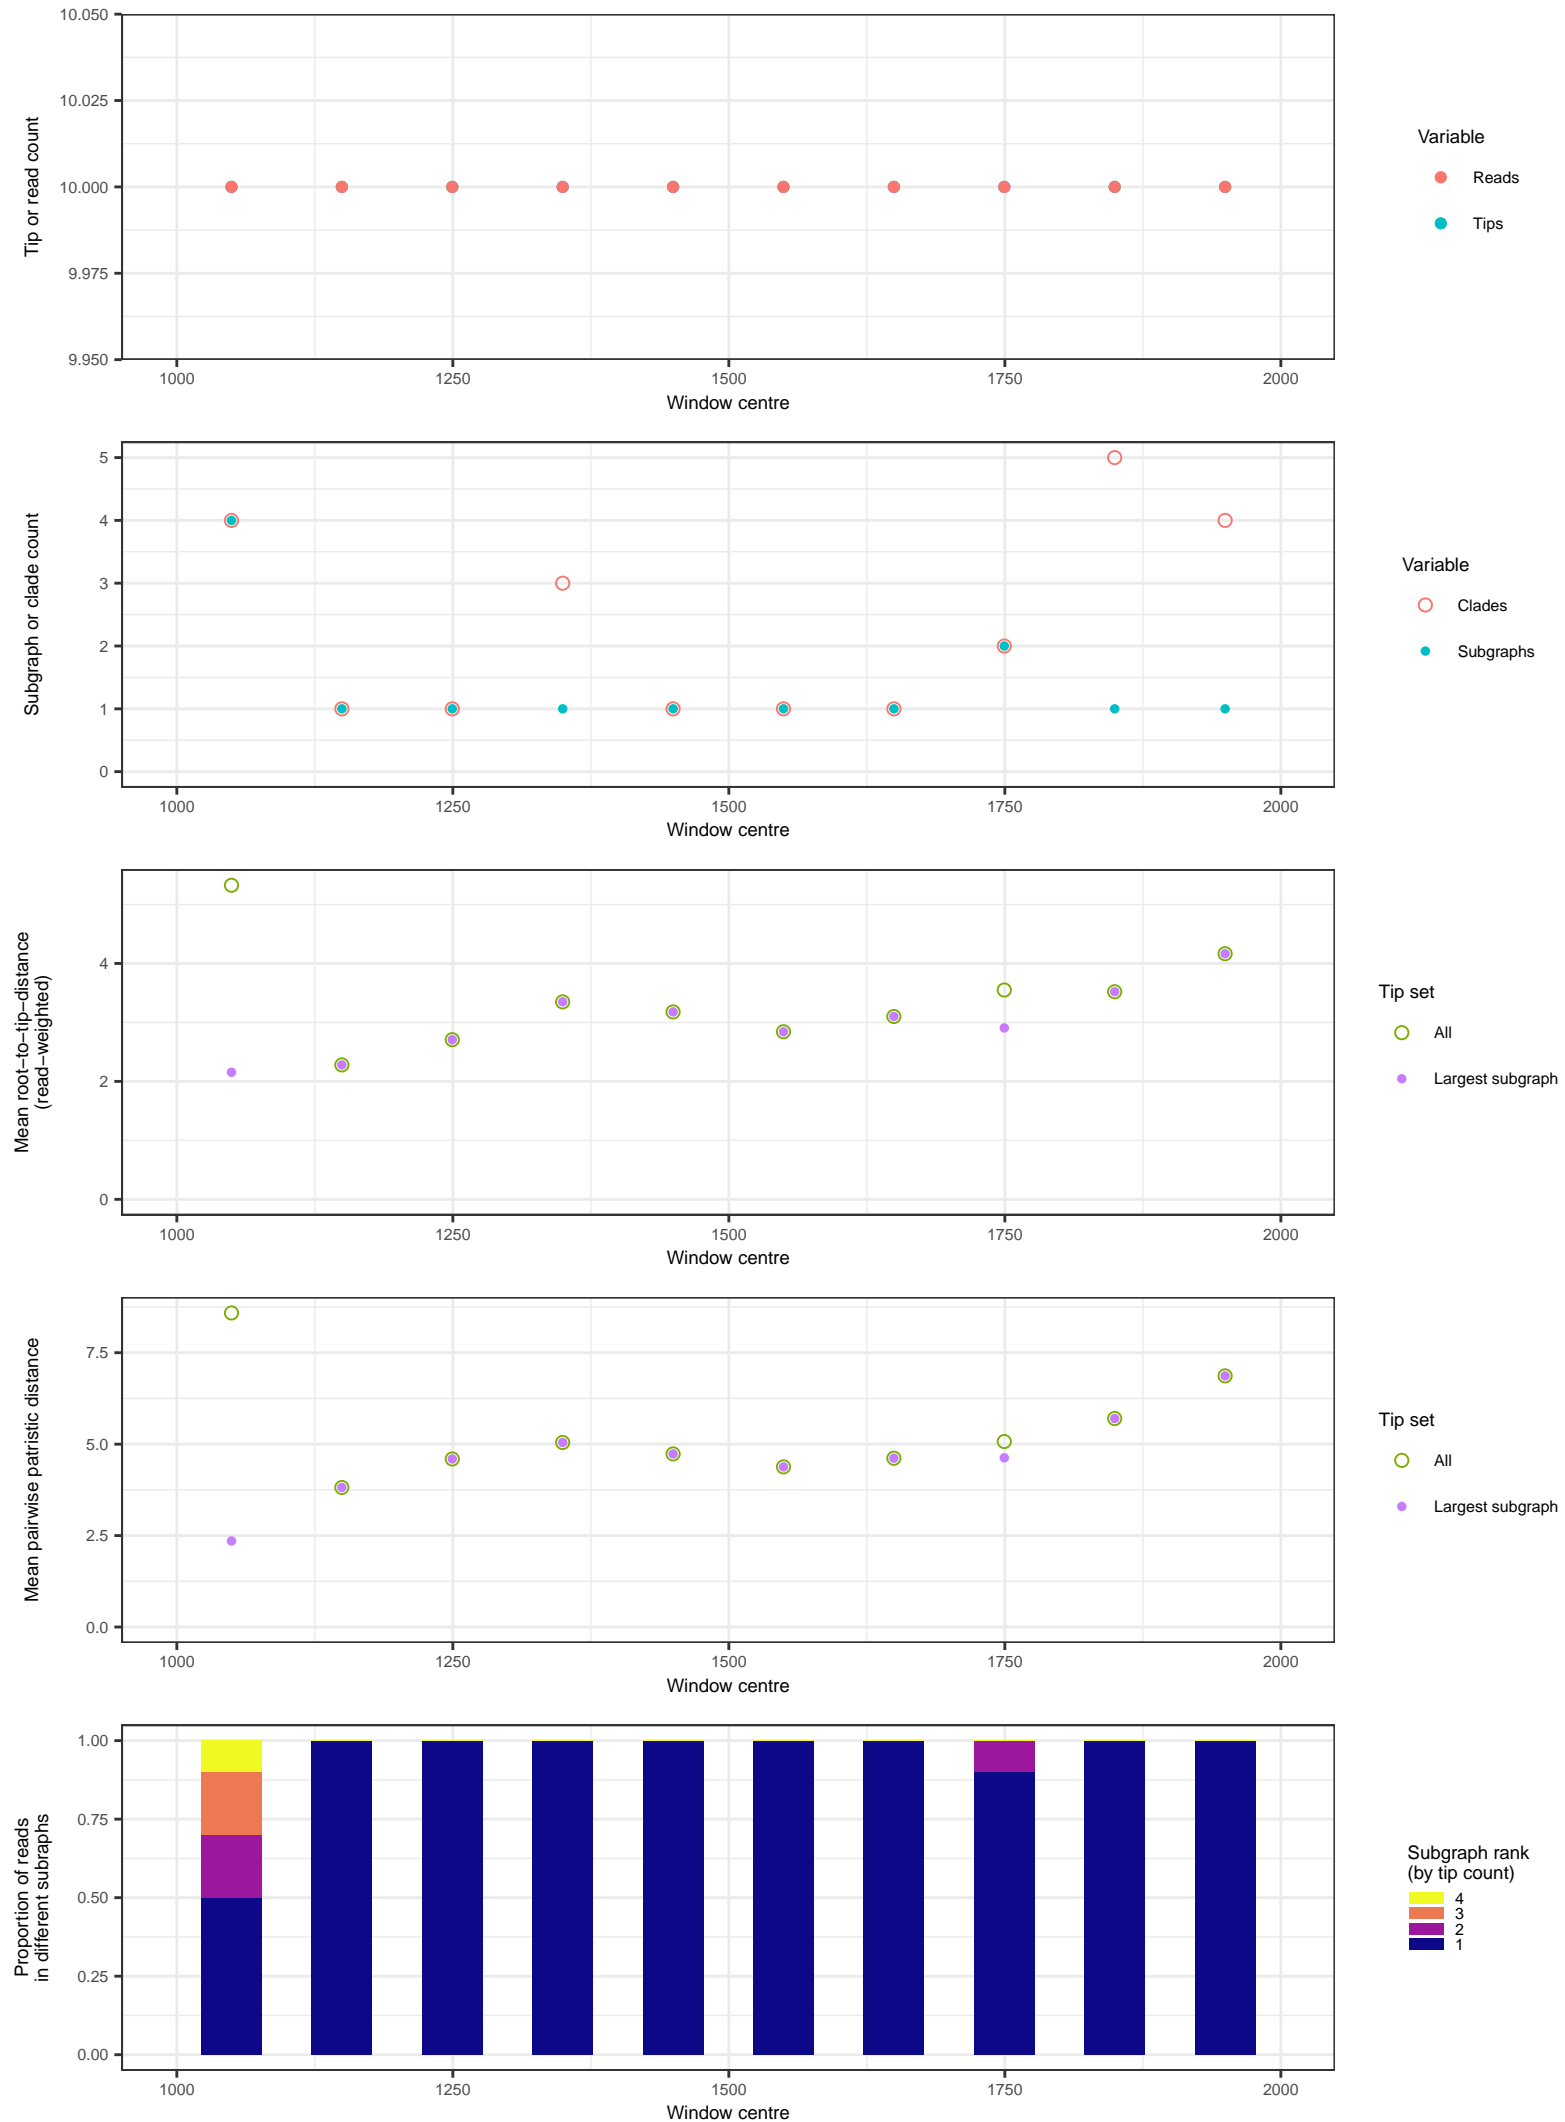 10.050
10.025
10.000
9.975
9.950
Tip or read count
1000 1250 1500 1750 2000
Window centre
Variable
Reads
Tips
5
4
3
2
1
0
Subgraph or clade count
1000 1250 1500 1750 2000
Window centre
Variable
Clades
Subgraphs
4
2
0
Mean root−to−tip−distance
(read−weighted)
1000 1250 1500 1750 2000
Window centre
Tip set
All
Largest subgraph
7.5
5.0
2.5
0.0
Mean pairwise patristic distance
1000 1250 1500 1750 2000
Window centre
Tip set
All
Largest subgraph
1.00
0.75
0.50
0.25
0.00
Proportion of reads
in different subraphs
1000 1250 1500 1750 2000
Window centre
Subgraph rank
(by tip count)
4
3
2
1